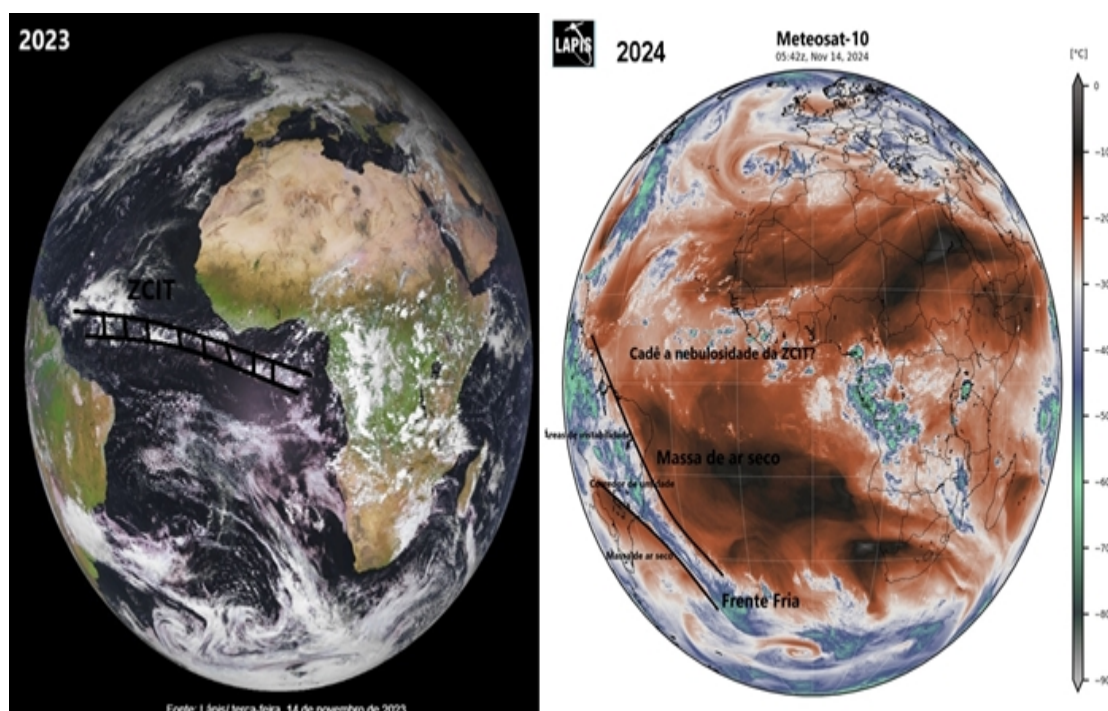 2023
ZCIT
Fonte: Lápis/ terça-feira, 14 de novembro de 2023
LAPIS
2024
Meteosat-10
05:42z, Nov 14, 2024
[°C]
0
-10
-20
-30
-40
-50
-60
-70
-80
-90
Cadê a nebulosidade da ZCIT?
Áreas de instabilidade
Massa de ar seco
Corredor de umidade
Massa de ar seco
Frente Fria